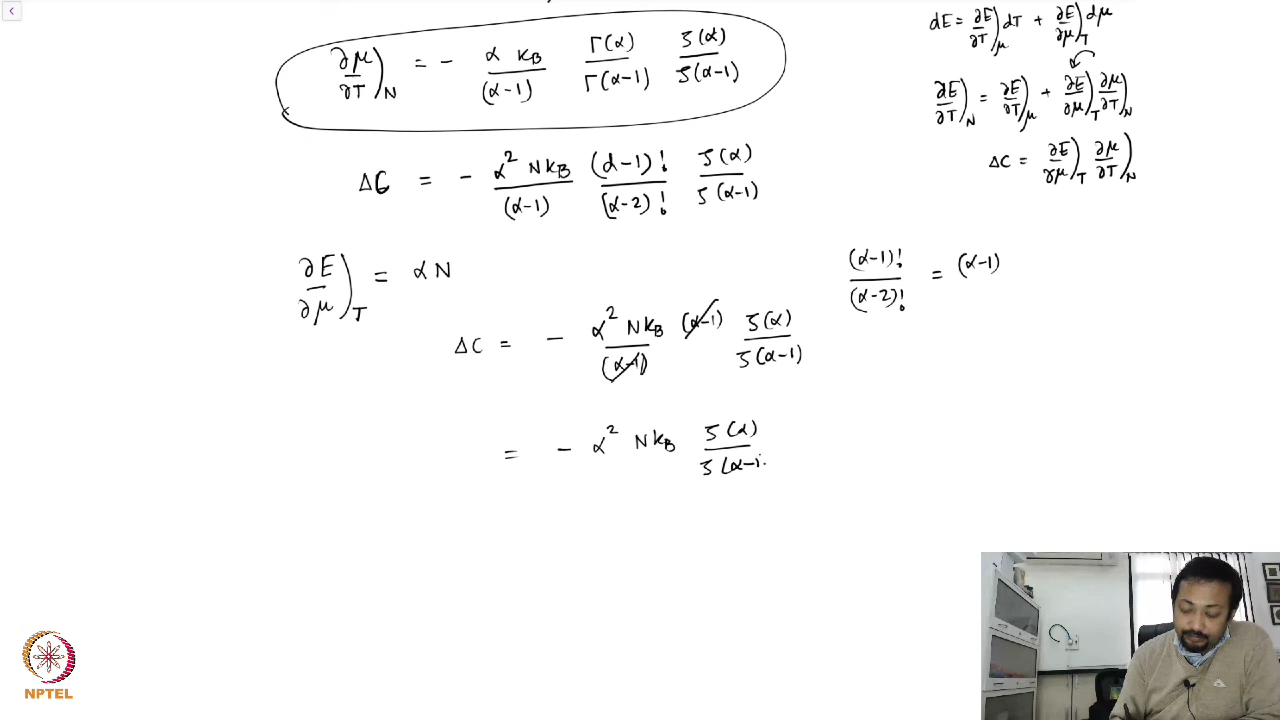 ∂μ/∂T)_N = - α k_B/(α-1) Γ(α)/Γ(α-1) ζ(α)/ζ(α-1)
dE = ∂E/∂T)_μ dT + ∂E/∂μ)_T dμ
∂E/∂T)_N = ∂E/∂T)_μ + ∂E/∂μ)_T ∂μ/∂T)_N
ΔC = ∂E/∂μ)_T ∂μ/∂T)_N
ΔC = - α² N k_B/(α-1) (α-1)!/(α-2)! ζ(α)/ζ(α-1)
∂E/∂μ)_T = α N
(α-1)!/(α-2)! = (α-1)
ΔC = - α² N k_B/(α-1) (α-1) ζ(α)/ζ(α-1)
= - α² N k_B ζ(α)/ζ(α-1
NPTEL